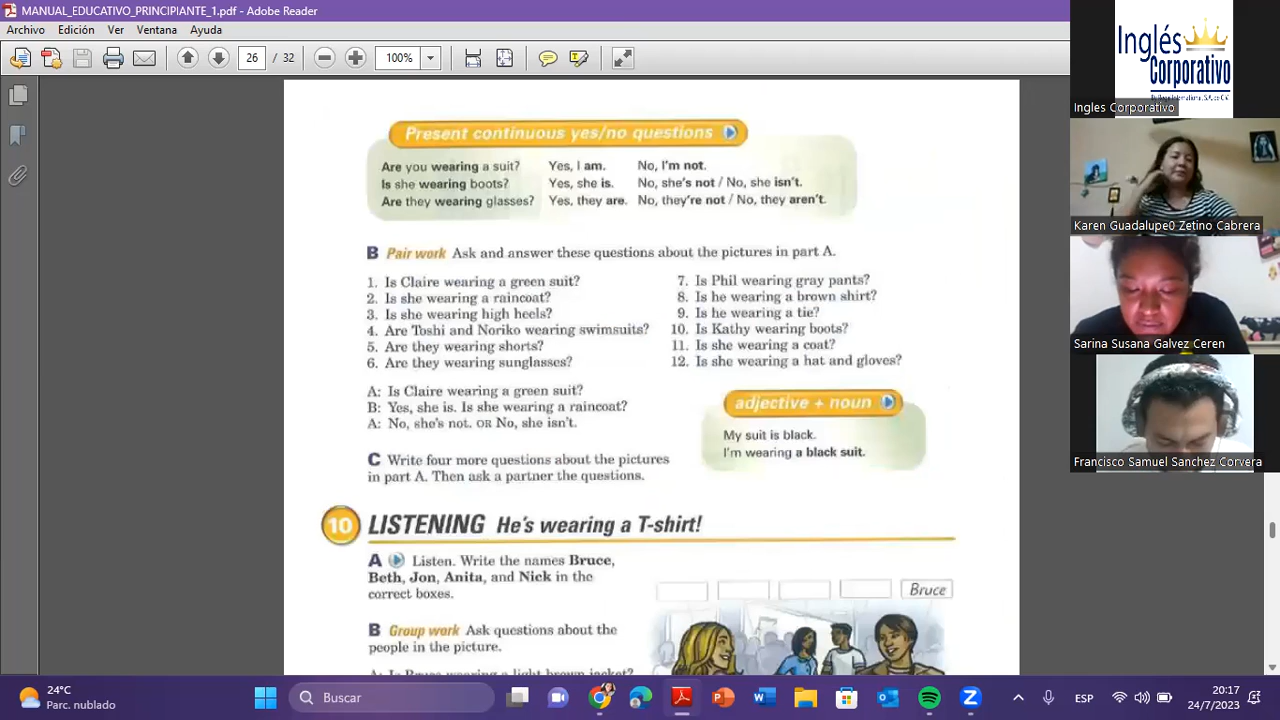 MANUAL_EDUCATIVO_PRINCIPIANTE_1.pdf - Adobe Reader
Archivo Edición Ver Ventana Ayuda
26 / 32 100%
Present continuous yes/no questions
Are you wearing a suit? Yes, I am. No, I'm not.
Is she wearing boots? Yes, she is. No, she's not / No, she isn't.
Are they wearing glasses? Yes, they are. No, they're not / No, they aren't.
B Pair work Ask and answer these questions about the pictures in part A.
1. Is Claire wearing a green suit?
2. Is she wearing a raincoat?
3. Is she wearing high heels?
4. Are Toshi and Noriko wearing swimsuits?
5. Are they wearing shorts?
6. Are they wearing sunglasses?
7. Is Phil wearing gray pants?
8. Is he wearing a brown shirt?
9. Is he wearing a tie?
10. Is Kathy wearing boots?
11. Is she wearing a coat?
12. Is she wearing a hat and gloves?
A: Is Claire wearing a green suit?
B: Yes, she is. Is she wearing a raincoat?
A: No, she's not. OR No, she isn't.
adjective + noun
My suit is black.
I'm wearing a black suit.
C Write four more questions about the pictures
in part A. Then ask a partner the questions.
10 LISTENING He's wearing a T-shirt!
A Listen. Write the names Bruce,
Beth, Jon, Anita, and Nick in the
correct boxes.
Bruce
B Group work Ask questions about the
people in the picture.
A: Is Bruce wearing a light brown jacket?
Inglés
Corporativo
Ingles Corporativo
Karen Guadalupe0 Zetino Cabrera
Sarina Susana Galvez Ceren
Francisco Samuel Sanchez Corvera
24°C
Parc. nublado
Buscar
ESP
20:17
24/7/2023